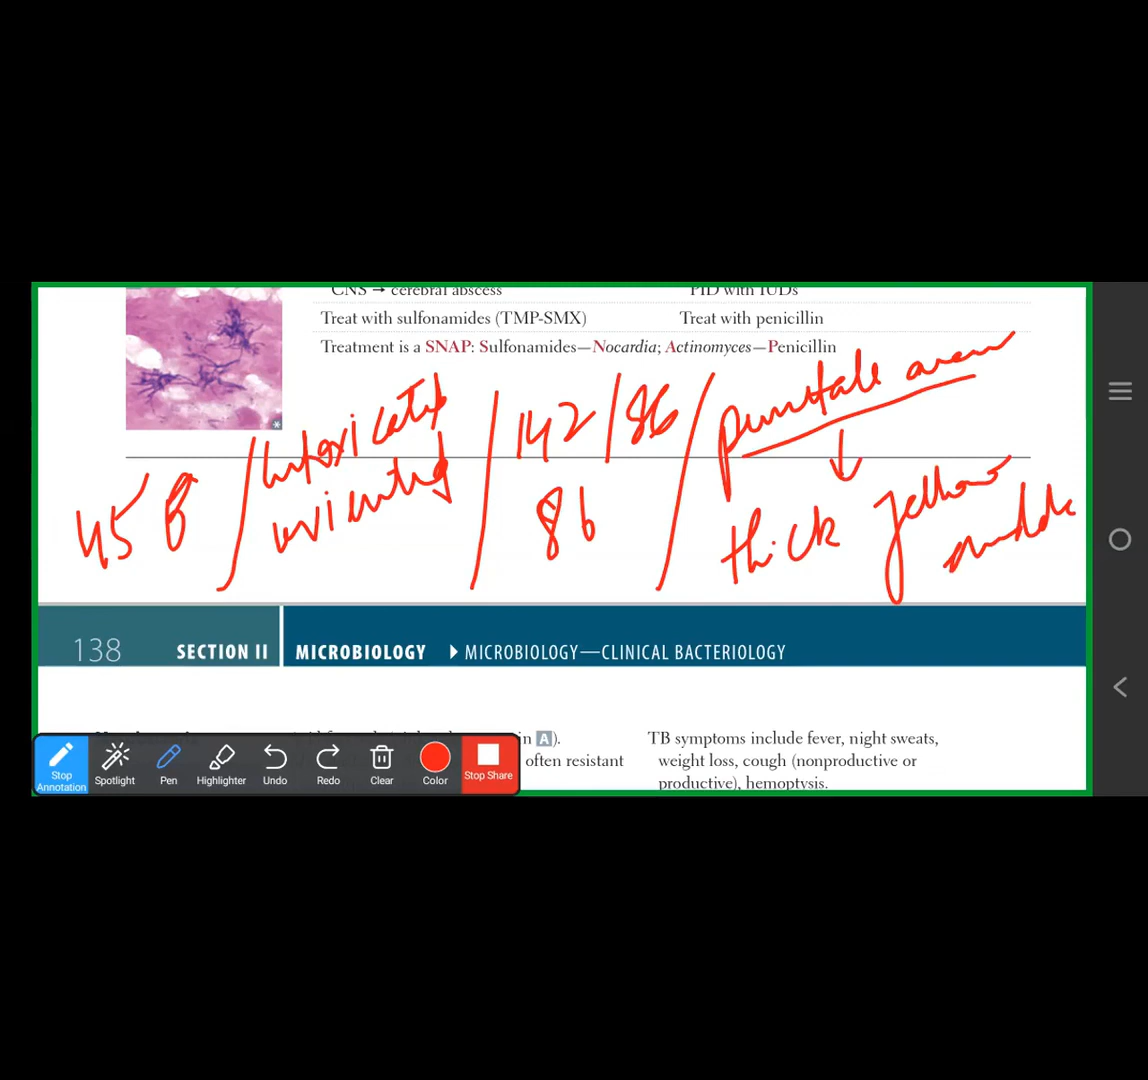 CNS → cerebral abscess
PID with IUDs
Treat with sulfonamides (TMP-SMX)
Treat with penicillin
Treatment is a SNAP: Sulfonamides—Nocardia; Actinomyces—Penicillin
45 / intoxicated / 142 / 86 /
86
thick yellow
138 SECTION II MICROBIOLOGY ▶ MICROBIOLOGY—CLINICAL BACTERIOLOGY
in A).
TB symptoms include fever, night sweats,
often resistant
weight loss, cough (nonproductive or
productive), hemoptysis.
Stop Annotation
Spotlight
Pen
Highlighter
Undo
Redo
Clear
Color
Stop Share